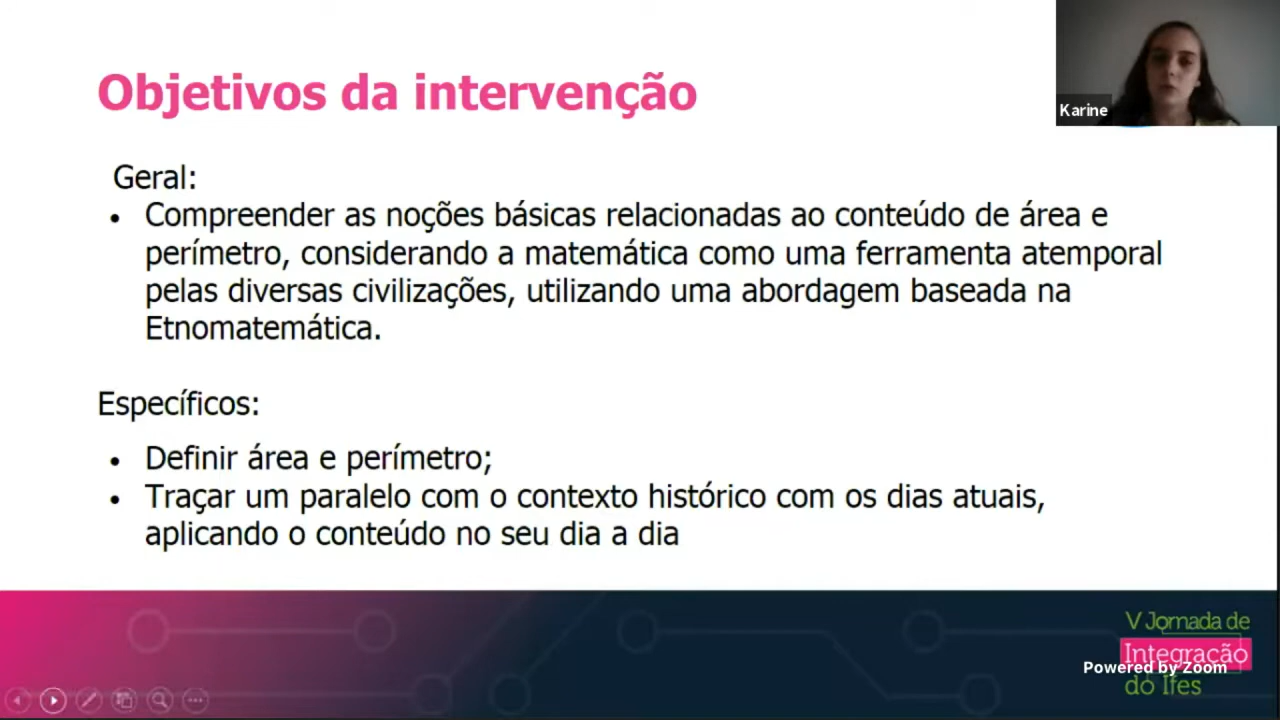 Objetivos da intervenção
Karine
Geral:
• Compreender as noções básicas relacionadas ao conteúdo de área e
perímetro, considerando a matemática como uma ferramenta atemporal
pelas diversas civilizações, utilizando uma abordagem baseada na
Etnomatemática.
Específicos:
• Definir área e perímetro;
• Traçar um paralelo com o contexto histórico com os dias atuais,
aplicando o conteúdo no seu dia a dia
V Jornada de
Integração
Powered by Zoom
do Ifes